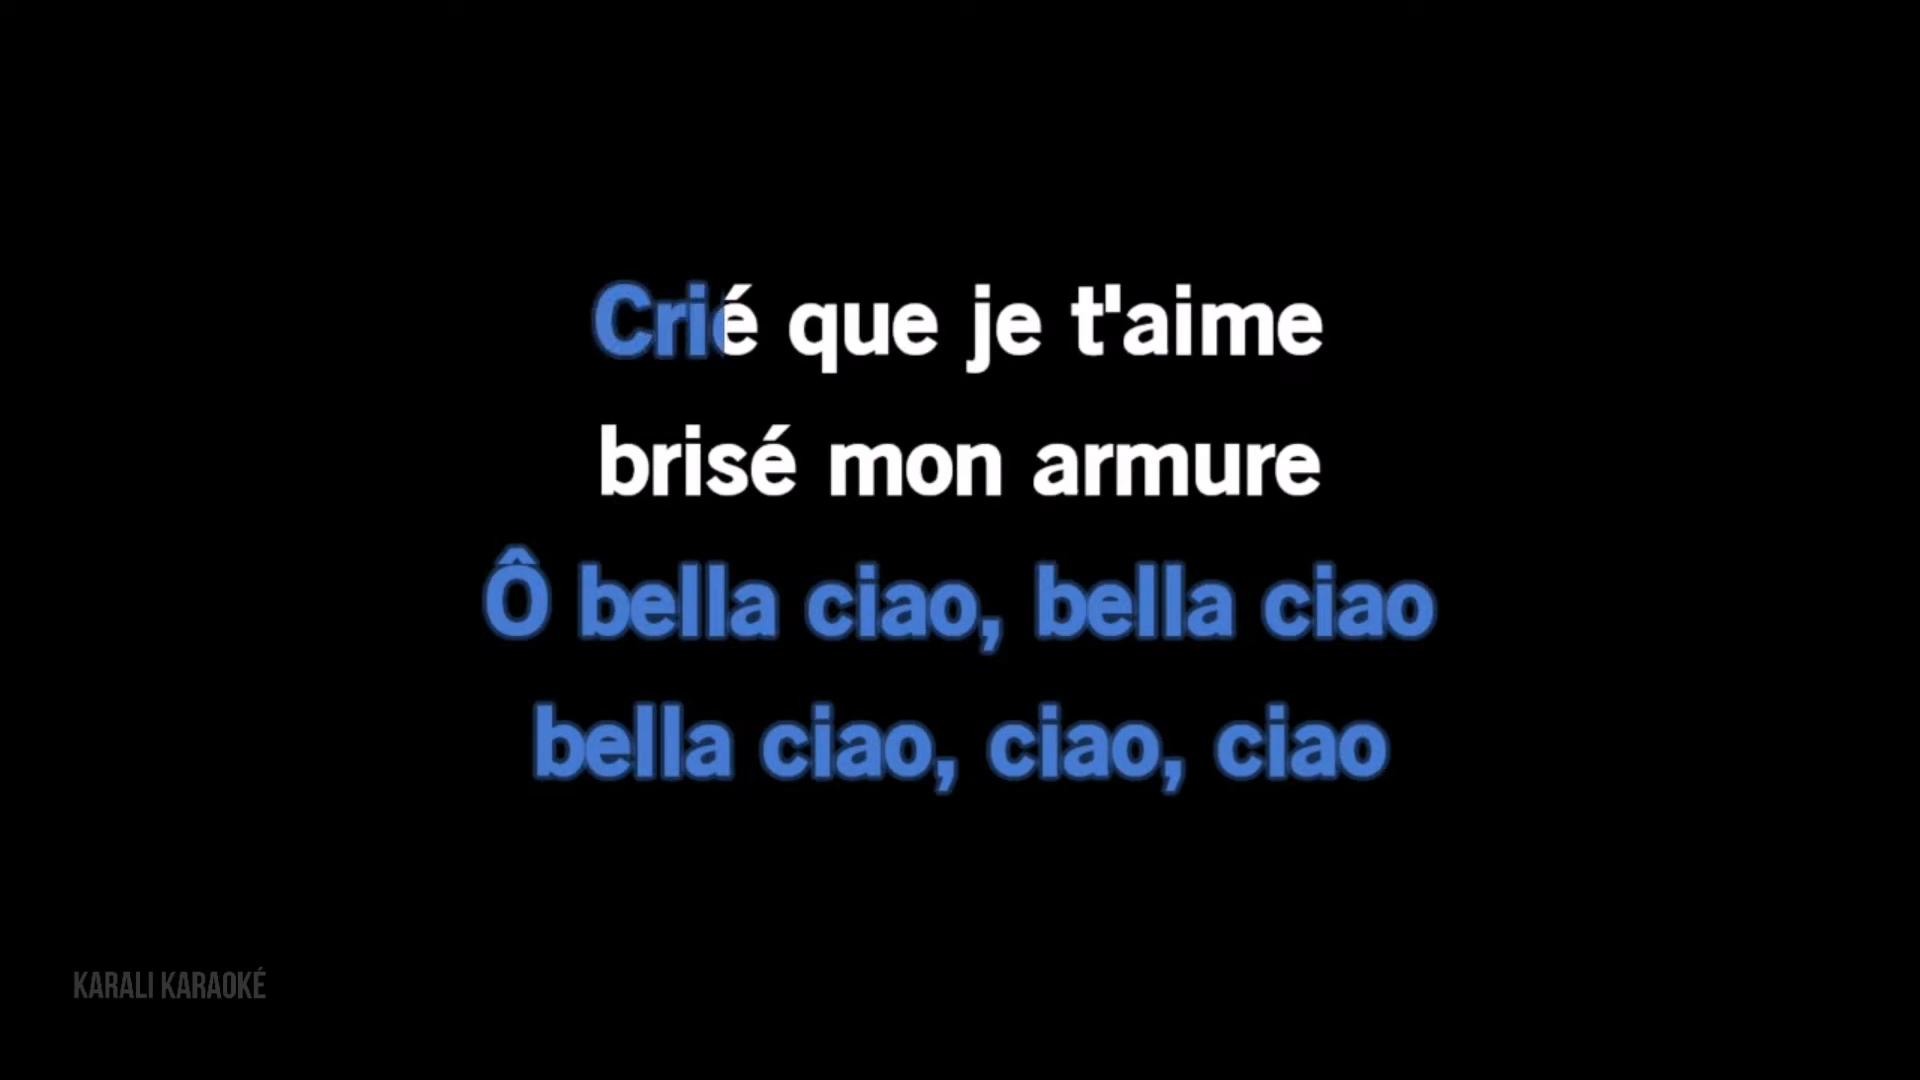 Crié que je t'aime
brisé mon armure
Ô bella ciao, bella ciao
bella ciao, ciao, ciao
KARALI KARAOKÉ